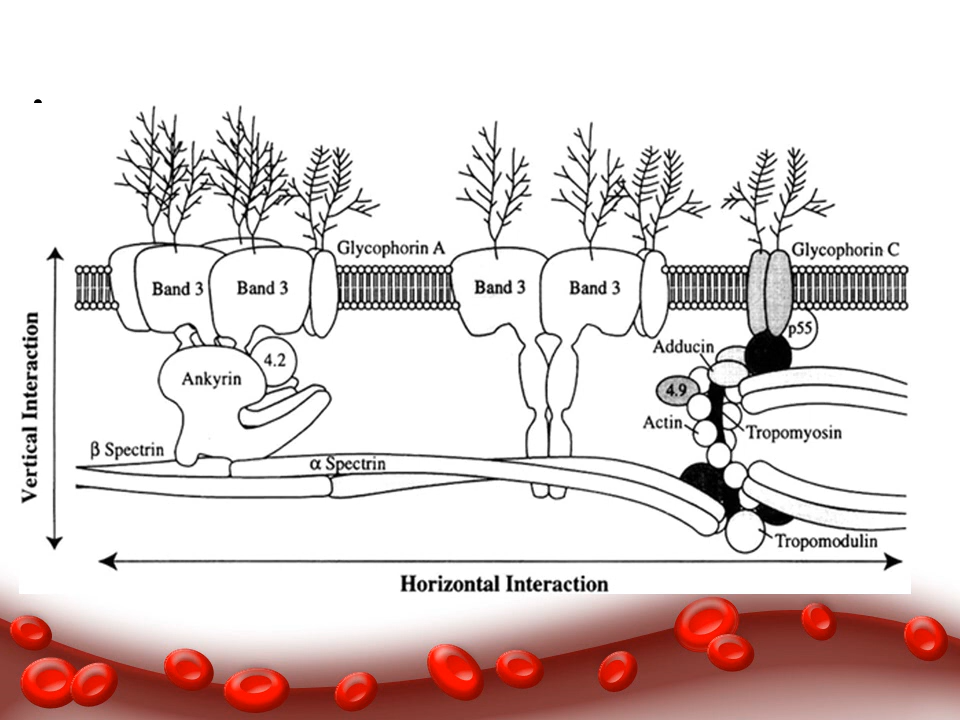 •
Glycophorin A
Glycophorin C
Band 3
Band 3
Band 3
Band 3
p55
Adducin
4.2
Ankyrin
4.9
Actin
Tropomyosin
β Spectrin
α Spectrin
Tropomodulin
Vertical Interaction
Horizontal Interaction